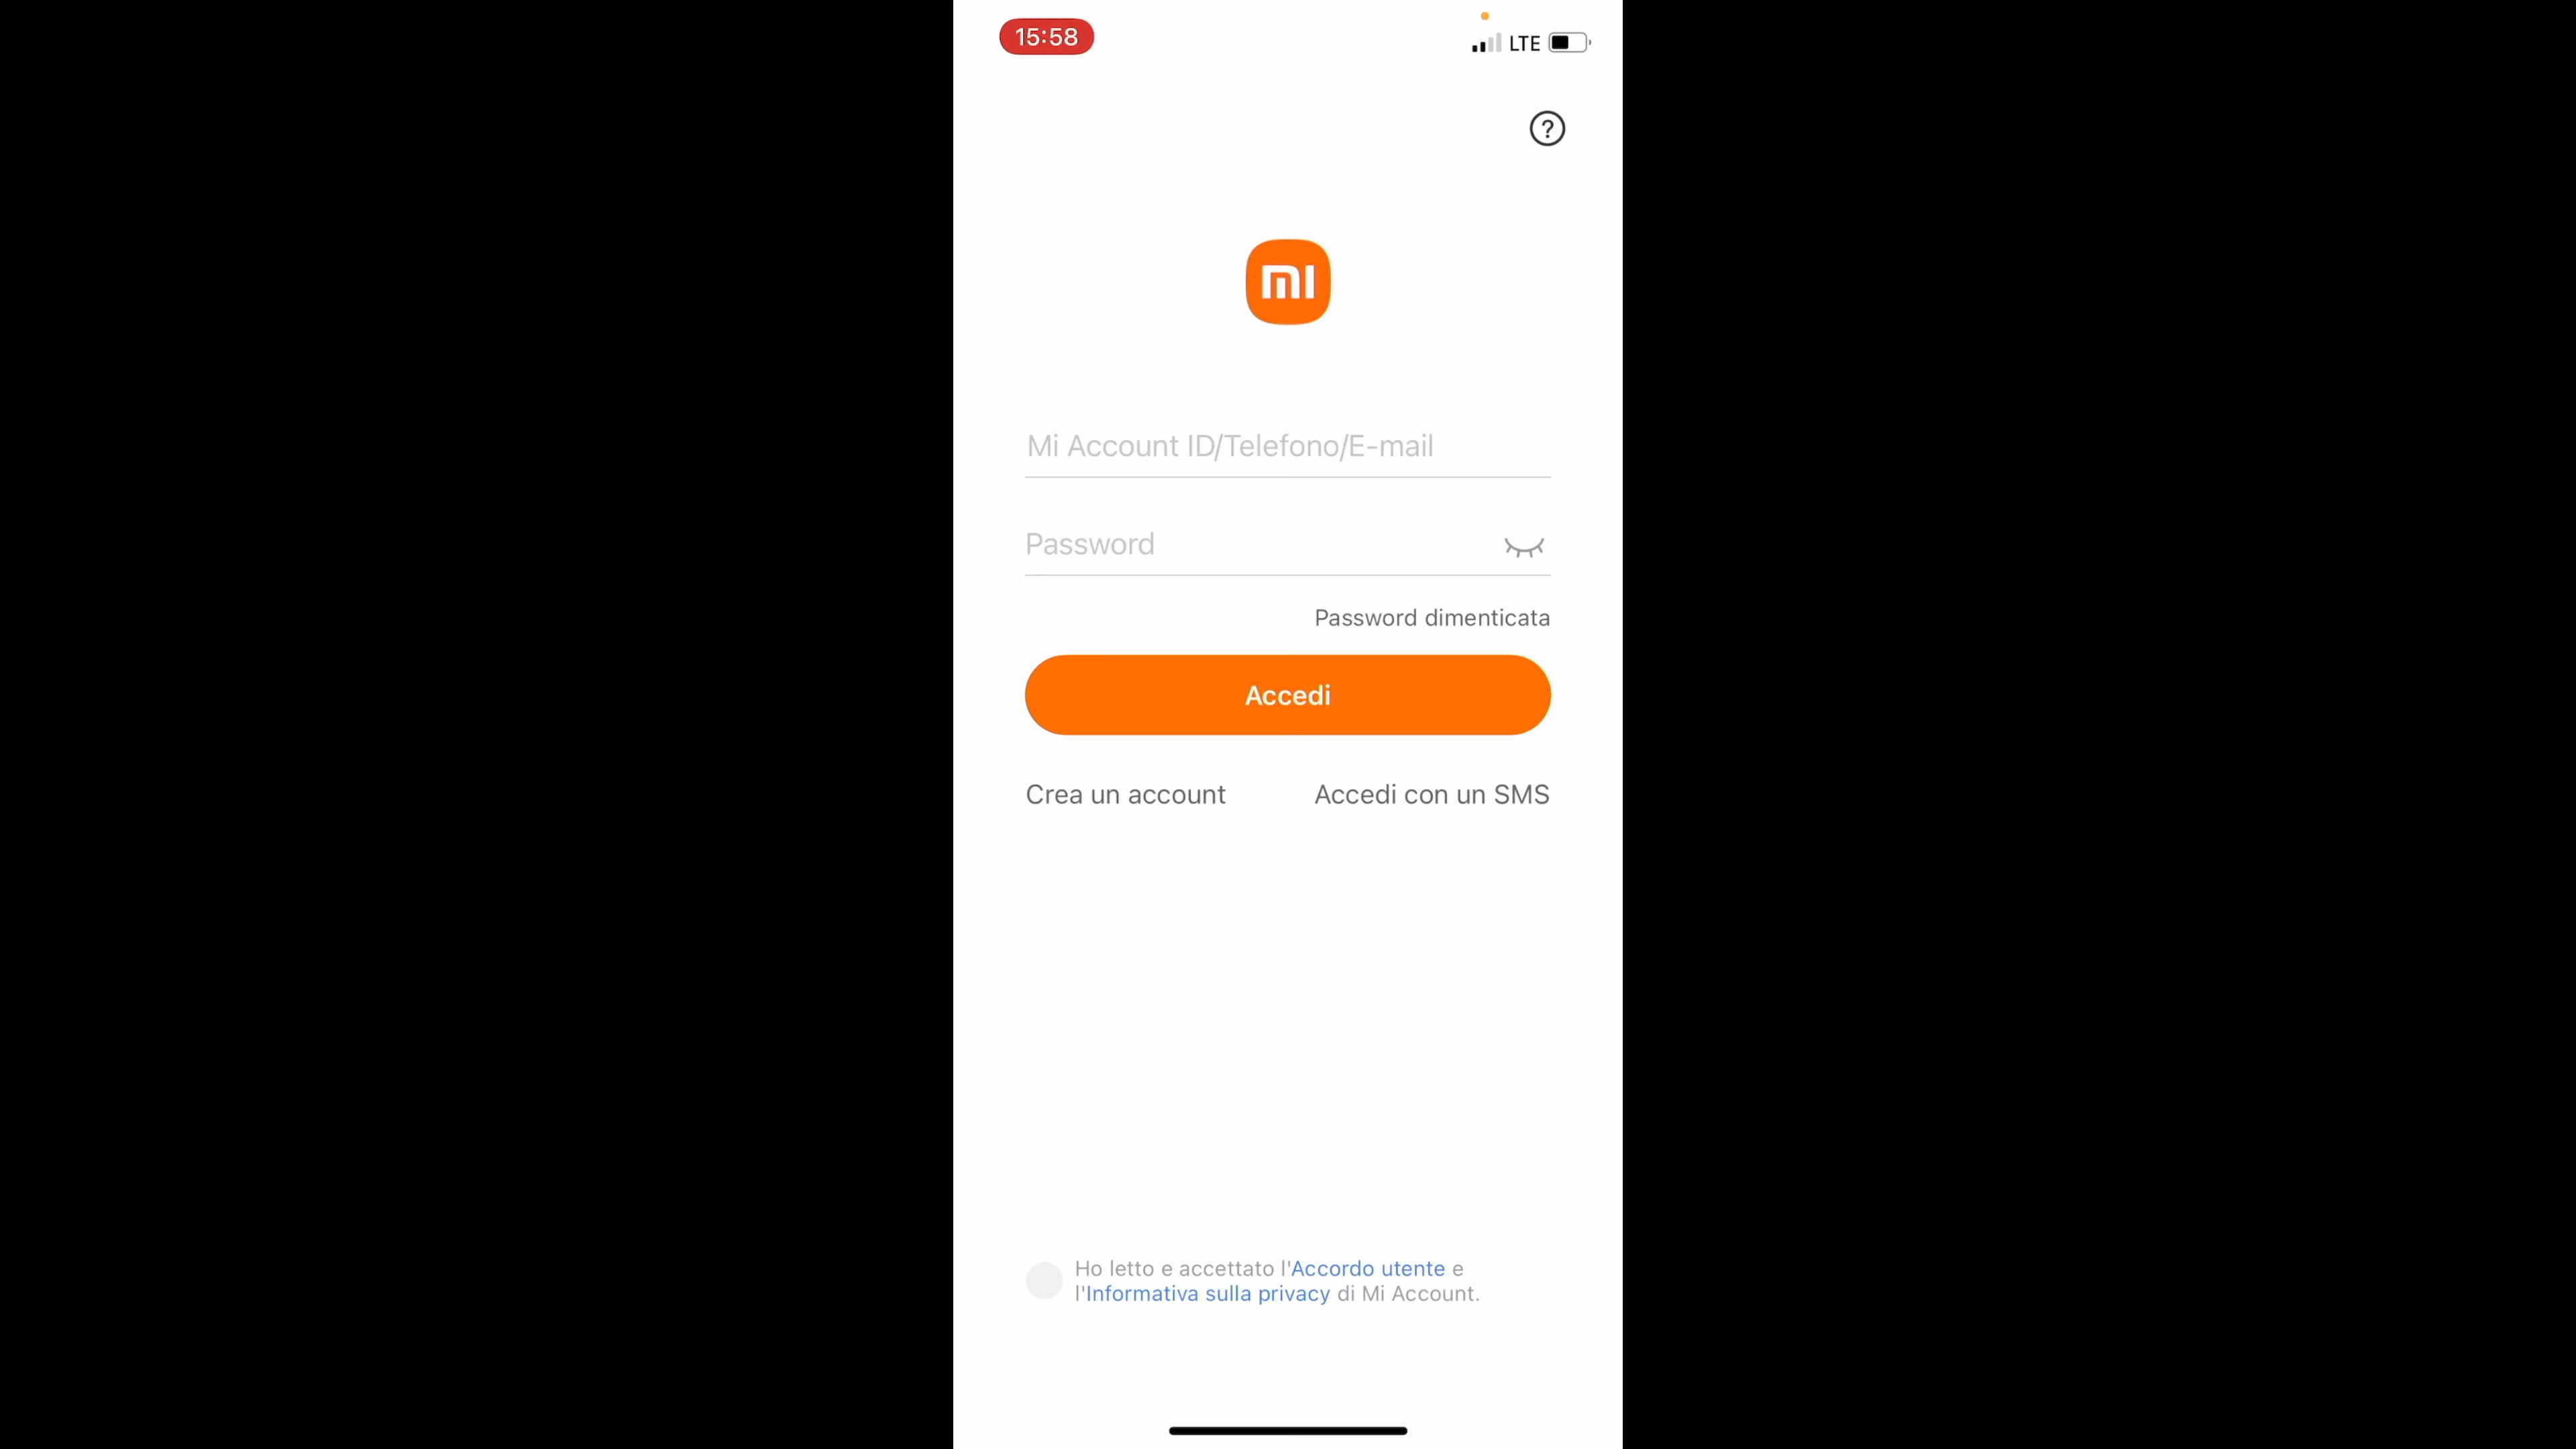 15:58
LTE
?
mi
Mi Account ID/Telefono/E-mail
Password
Password dimenticata
Accedi
Crea un account
Accedi con un SMS
Ho letto e accettato l'Accordo utente e
l'Informativa sulla privacy di Mi Account.